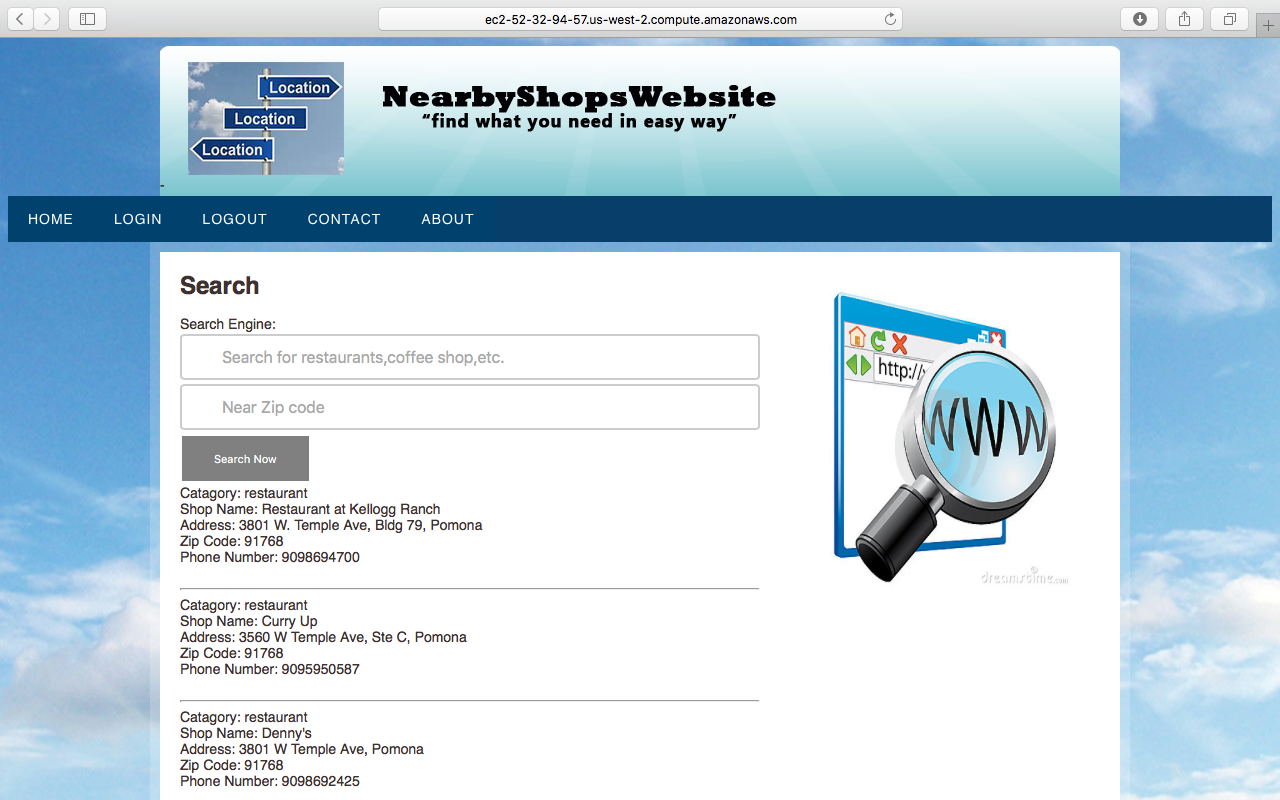 ec2-52-32-94-57.us-west-2.compute.amazonaws.com
Location
Location
Location
NearbyShopsWebsite
“find what you need in easy way”
-
HOME LOGIN LOGOUT CONTACT ABOUT
Search
Search Engine:
Search for restaurants,coffee shop,etc.
Near Zip code
Search Now
Catagory: restaurant
Shop Name: Restaurant at Kellogg Ranch
Address: 3801 W. Temple Ave, Bldg 79, Pomona
Zip Code: 91768
Phone Number: 9098694700
Catagory: restaurant
Shop Name: Curry Up
Address: 3560 W Temple Ave, Ste C, Pomona
Zip Code: 91768
Phone Number: 9095950587
Catagory: restaurant
Shop Name: Denny's
Address: 3801 W Temple Ave, Pomona
Zip Code: 91768
Phone Number: 9098692425
http://
WWW
dreamstime.com